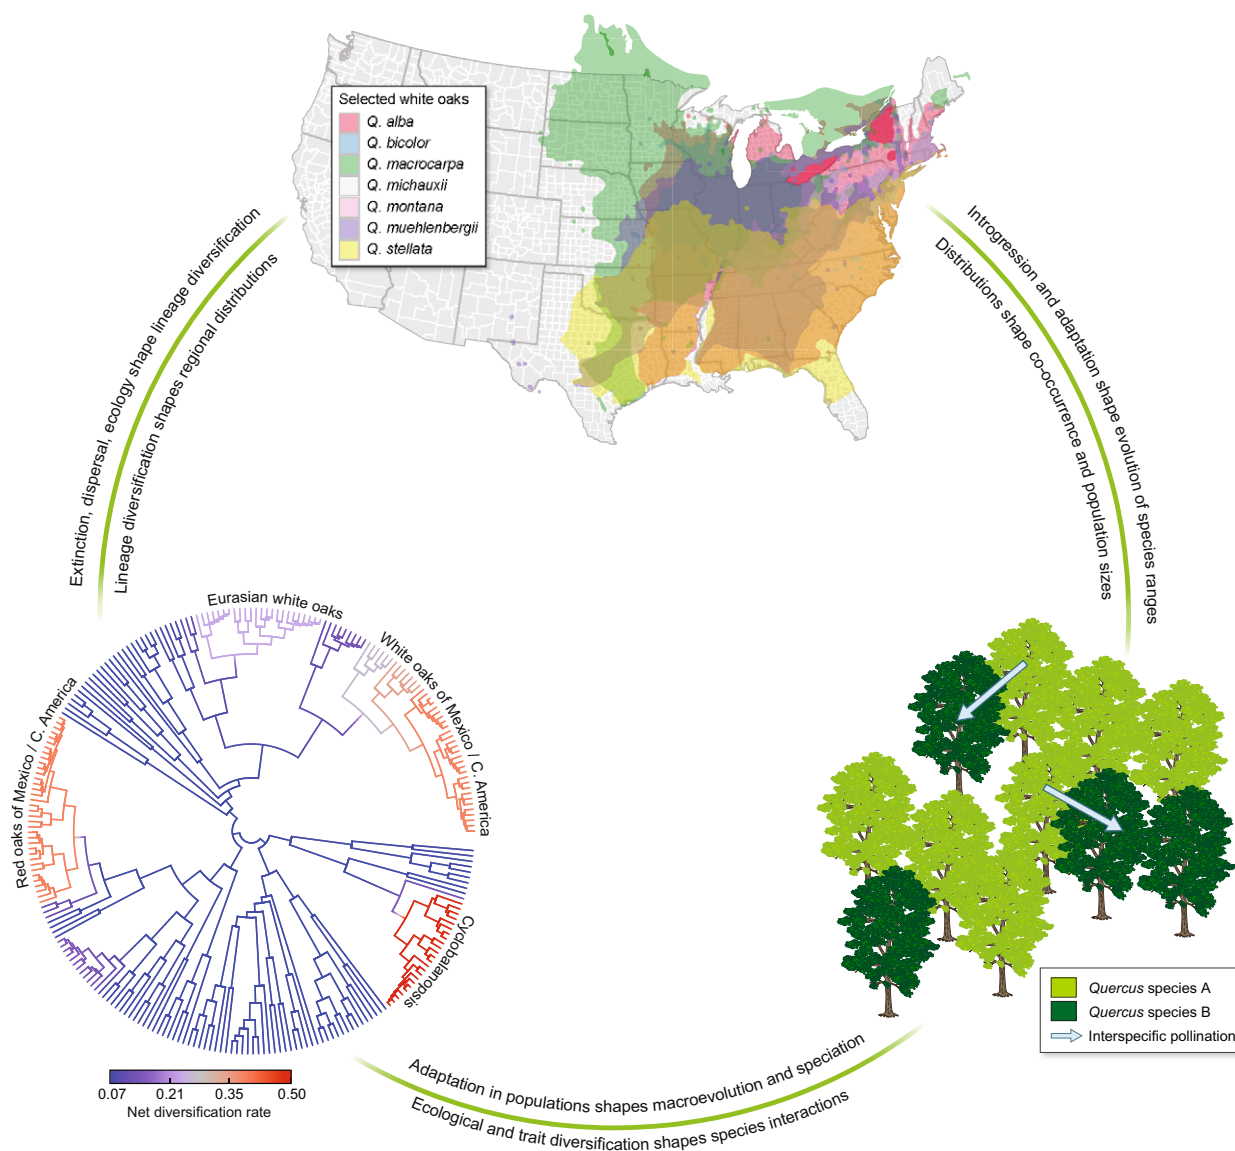 Selected white oaks
Q. alba
Q. bicolor
Q. macrocarpa
Q. michauxii
Q. montana
Q. muehlenbergii
Q. stellata
Extinction, dispersal, ecology shape lineage diversification
Lineage diversification shapes regional distributions
Introgression and adaptation shape evolution of species ranges
Distributions shape co-occurrence and population sizes
Eurasian white oaks
White oaks of Mexico / C. America
Red oaks of Mexico / C. America
Cyclobalanopsis
0.07 0.21 0.35 0.50
Net diversification rate
Quercus species A
Quercus species B
Interspecific pollination
Adaptation in populations shapes macroevolution and speciation
Ecological and trait diversification shapes species interactions